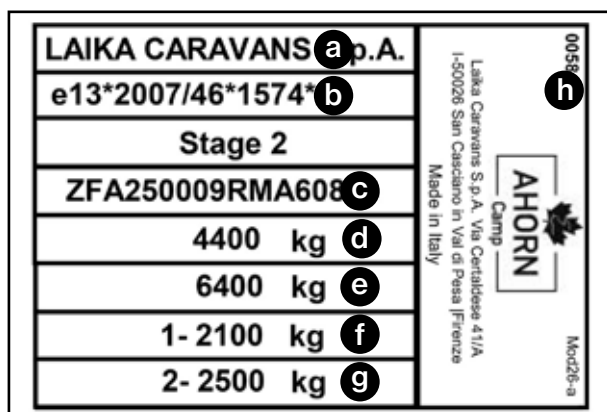 LAIKA CARAVANS a p.A.
e13*2007/46*1574* b
Stage 2
ZFA250009RMA608 c
4400 kg d
6400 kg e
1- 2100 kg f
2- 2500 kg g
0058 h
AHORN
Camp
Mod26-a
Laika Caravans S.p.A. Via Certaldese 41/A
I-50026 San Casciano in Val di Pesa |Firenze
Made in Italy